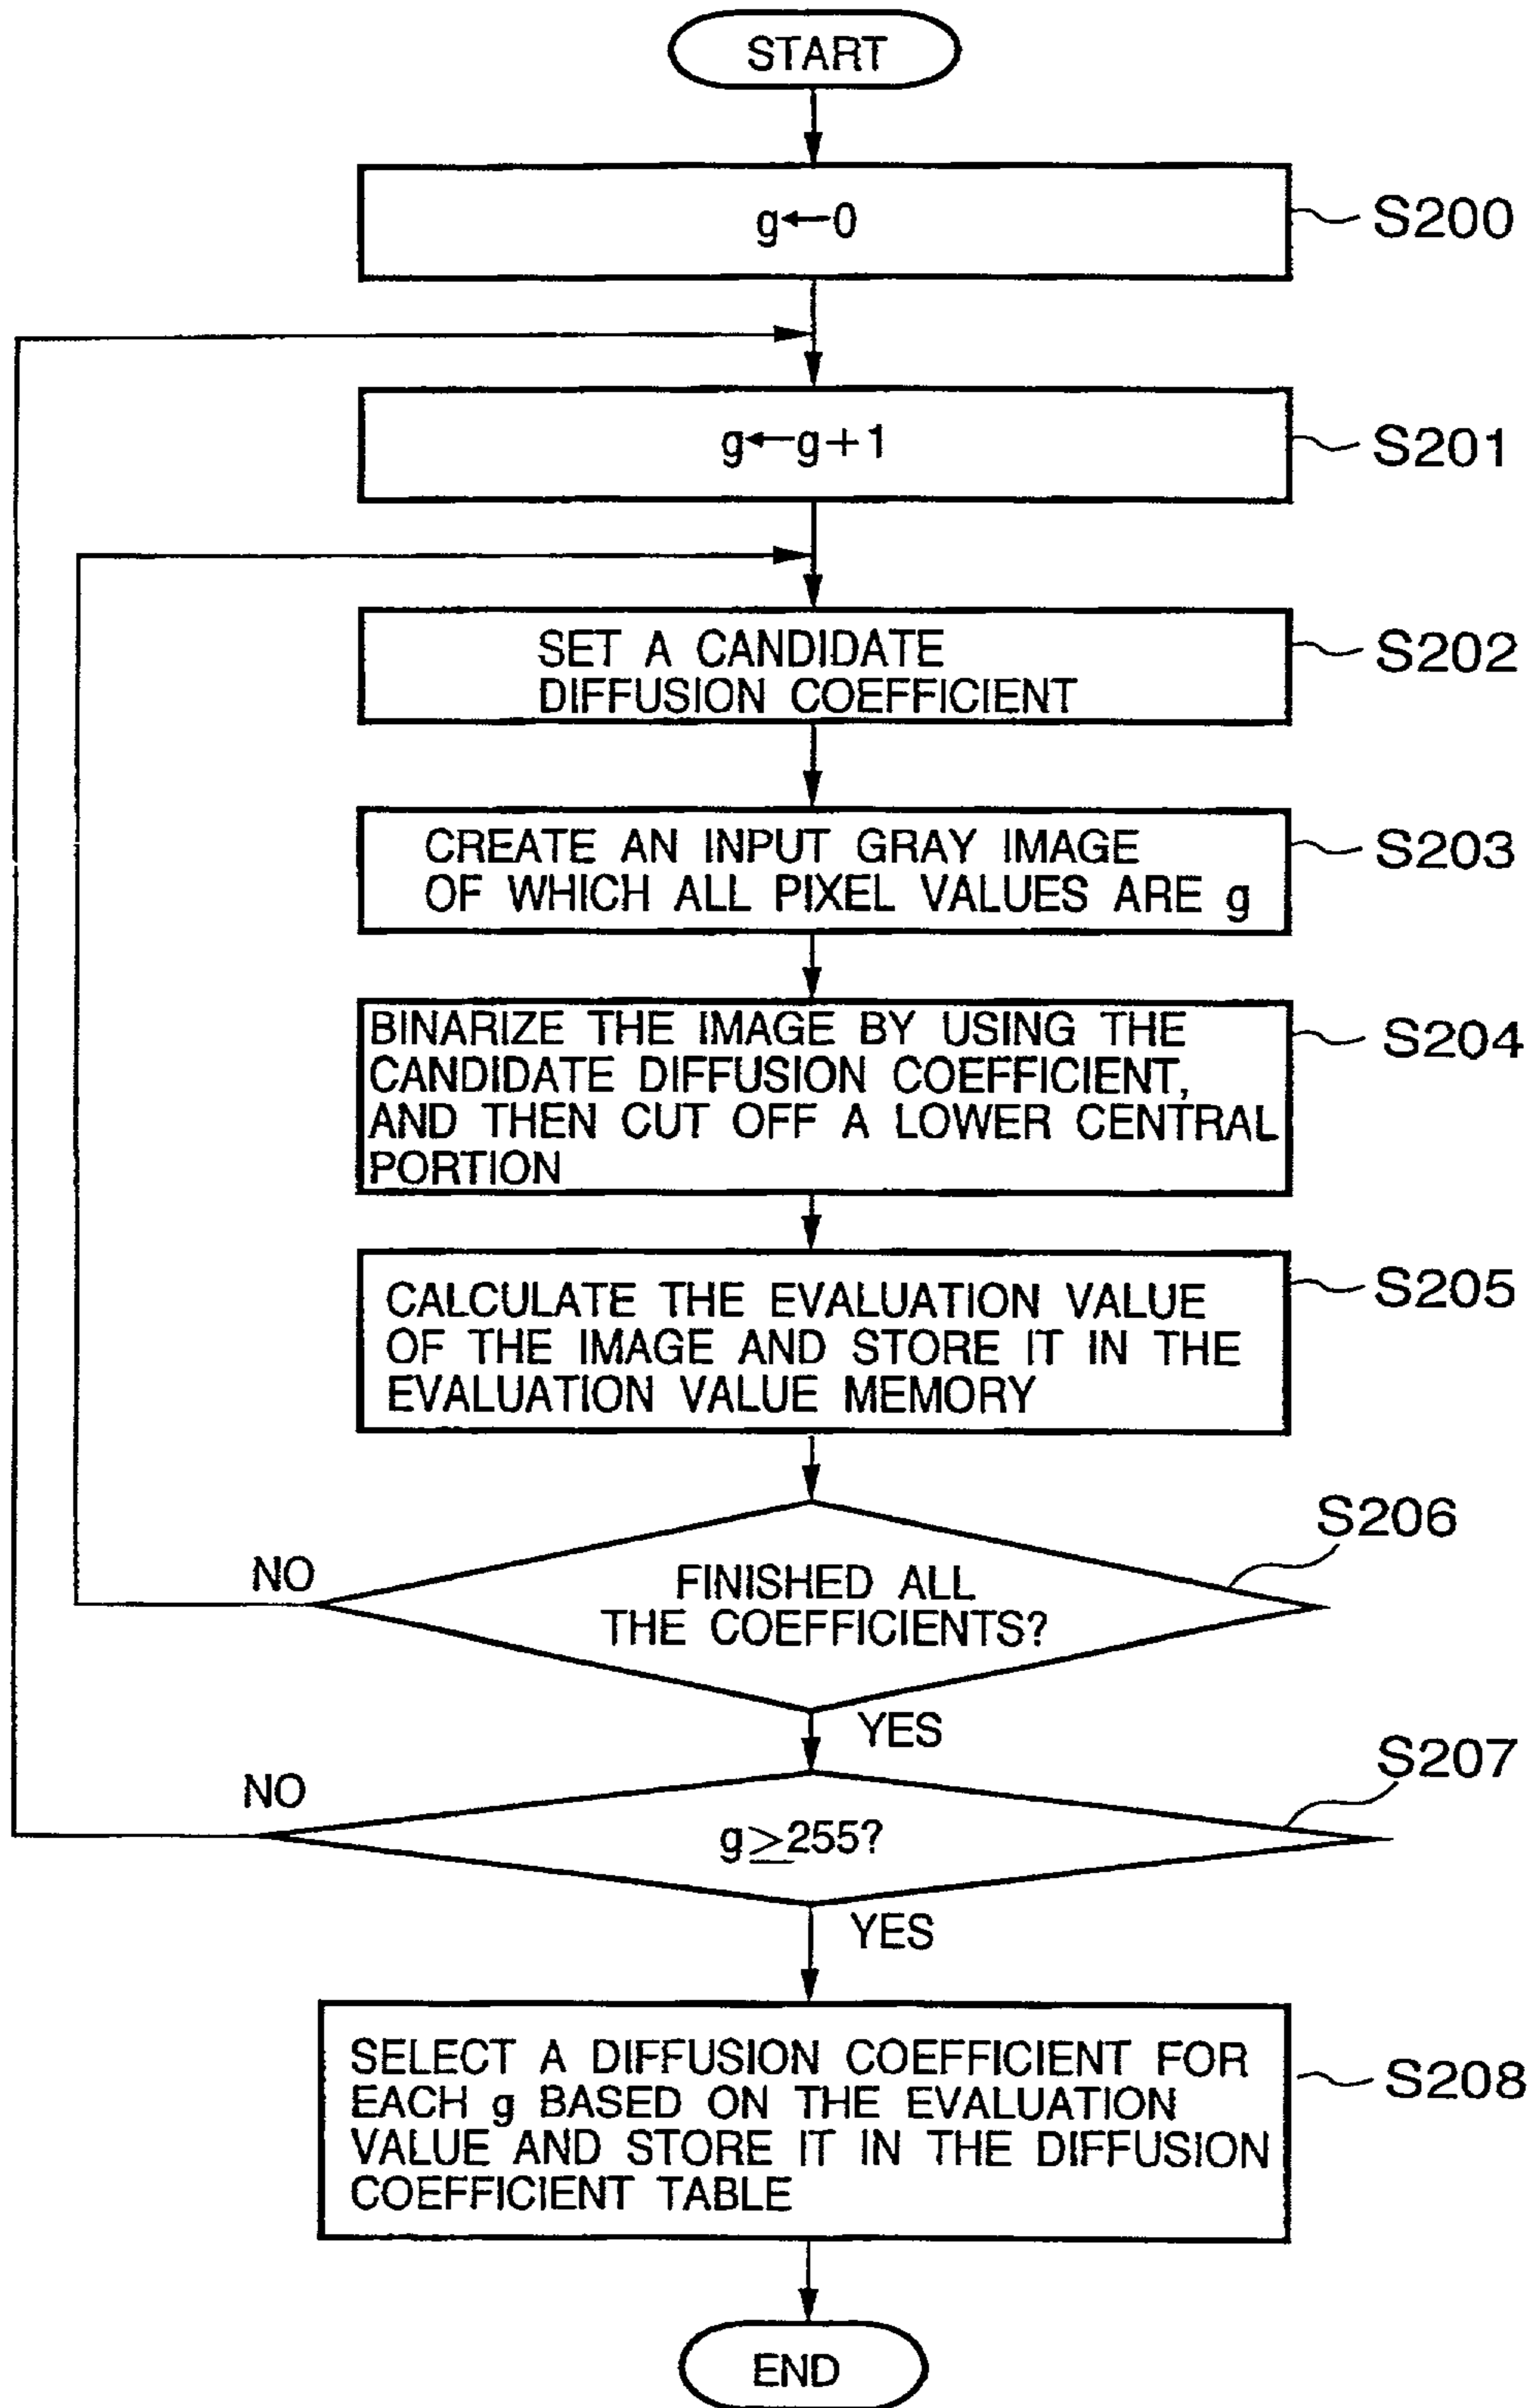 START
g←0
S200
g←g+1
S201
SET A CANDIDATE
DIFFUSION COEFFICIENT
S202
CREATE AN INPUT GRAY IMAGE
OF WHICH ALL PIXEL VALUES ARE g
S203
BINARIZE THE IMAGE BY USING THE
CANDIDATE DIFFUSION COEFFICIENT,
AND THEN CUT OFF A LOWER CENTRAL
PORTION
S204
CALCULATE THE EVALUATION VALUE
OF THE IMAGE AND STORE IT IN THE
EVALUATION VALUE MEMORY
S205
S206
NO
FINISHED ALL
THE COEFFICIENTS?
YES
S207
NO
g≧255?
YES
SELECT A DIFFUSION COEFFICIENT FOR
EACH g BASED ON THE EVALUATION
VALUE AND STORE IT IN THE DIFFUSION
COEFFICIENT TABLE
S208
END